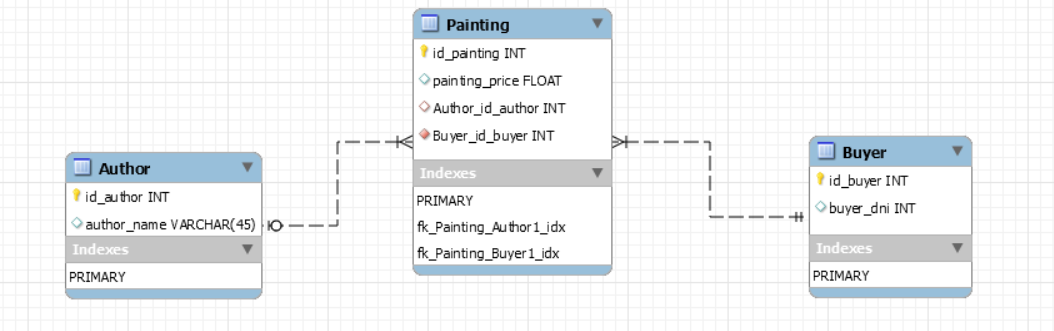 Painting
id_painting INT
painting_price FLOAT
Author_id_author INT
Buyer_id_buyer INT
Indexes
PRIMARY
fk_Painting_Author1_idx
fk_Painting_Buyer1_idx
Author
id_author INT
author_name VARCHAR(45)
Indexes
PRIMARY
Buyer
id_buyer INT
buyer_dni INT
Indexes
PRIMARY